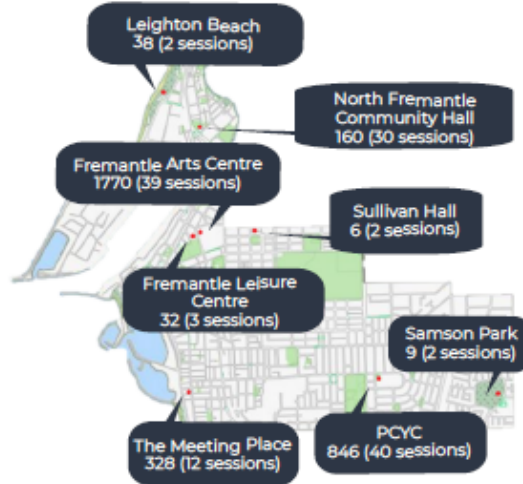 Leighton Beach
38 (2 sessions)
North Fremantle
Community Hall
160 (30 sessions)
Fremantle Arts Centre
1770 (39 sessions)
Sullivan Hall
6 (2 sessions)
Fremantle Leisure
Centre
32 (3 sessions)
Samson Park
9 (2 sessions)
The Meeting Place
328 (12 sessions)
PCYC
846 (40 sessions)